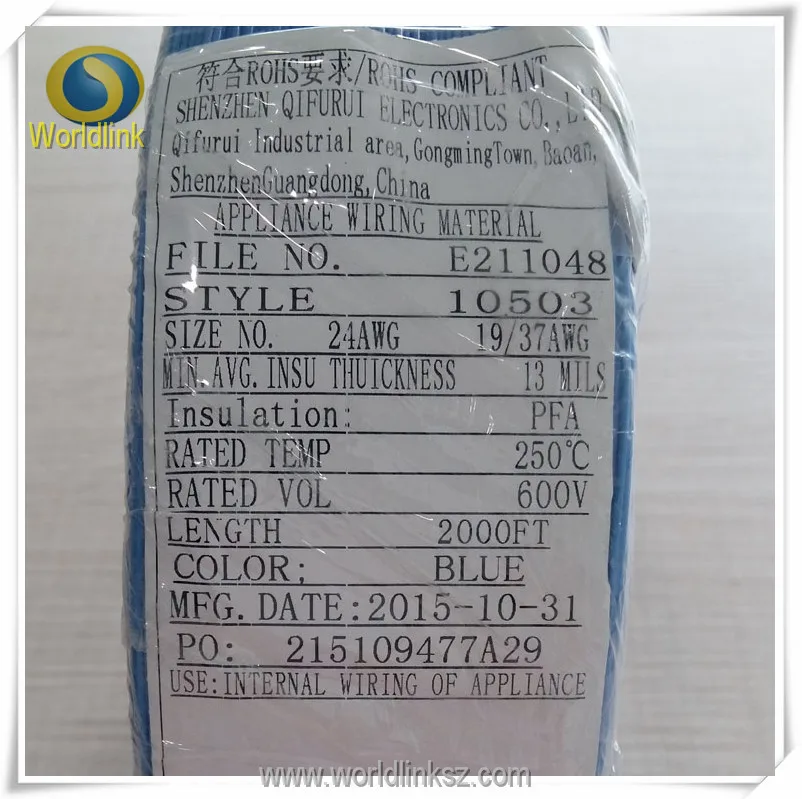 Worldlink
符合ROHS要求/ROHS COMPLIANT
SHENZHEN QIFURUI ELECTRONICS CO.,LTD
Qifurui Industrial area,GongmingTown,Baoan,
ShenzhenGuangdong,China
APPLIANCE WIRING MATERIAL
FILE NO. E211048
STYLE 10503
SIZE NO. 24AWG 19/37AWG
MIN.AVG.INSU THUICKNESS 13 MILS
Insulation: PFA
RATED TEMP 250℃
RATED VOL 600V
LENGTH 2000FT
COLOR; BLUE
MFG.DATE:2015-10-31
PO: 215109477A29
USE:INTERNAL WIRING OF APPLIANCE
www.worldlinksz.com